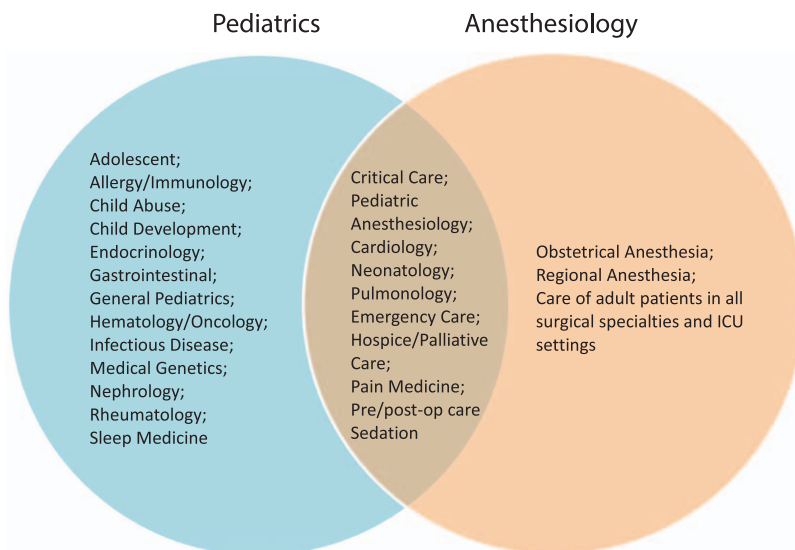 Pediatrics
Anesthesiology
Adolescent;
Allergy/Immunology;
Child Abuse;
Child Development;
Endocrinology;
Gastrointestinal;
General Pediatrics;
Hematology/Oncology;
Infectious Disease;
Medical Genetics;
Nephrology;
Rheumatology;
Sleep Medicine
Critical Care;
Pediatric
Anesthesiology;
Cardiology;
Neonatology;
Pulmonology;
Emergency Care;
Hospice/Palliative
Care;
Pain Medicine;
Pre/post-op care
Sedation
Obstetrical Anesthesia;
Regional Anesthesia;
Care of adult patients in all
surgical specialties and ICU
settings